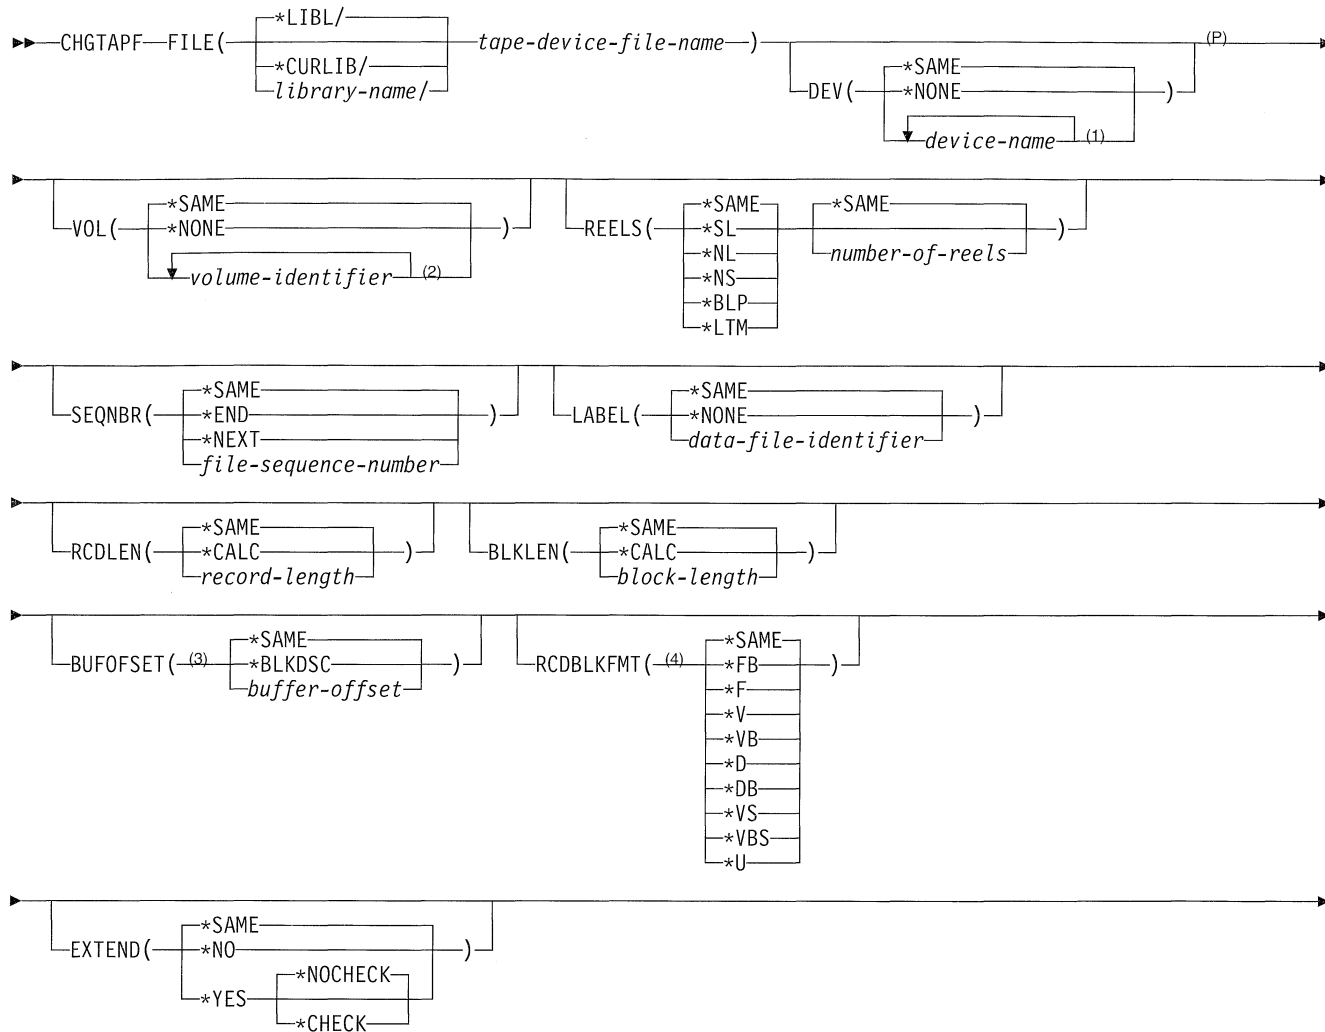 *LIBL/
CHGTAPF FILE( tape-device-file-name ) (P)
*CURLIB/
library-name/
*SAME
DEV( *NONE )
device-name (1)
*SAME *SAME *SAME
VOL( *NONE ) REELS( *SL )
*NL number-of-reels
volume-identifier (2) *NS
*BLP
*LTM
*SAME *SAME
SEQNBR( *END ) LABEL( *NONE )
*NEXT data-file-identifier
file-sequence-number
*SAME *SAME
RCDLEN( *CALC ) BLKLEN( *CALC )
record-length block-length
*SAME *SAME
BUFOFSET( (3) *BLKDSC ) RCDBLKFMT( (4) *FB )
buffer-offset *F
*V
*VB
*D
*DB
*VS
*VBS
*U
*SAME
EXTEND( *NO )
*NOCHECK
*YES
*CHECK